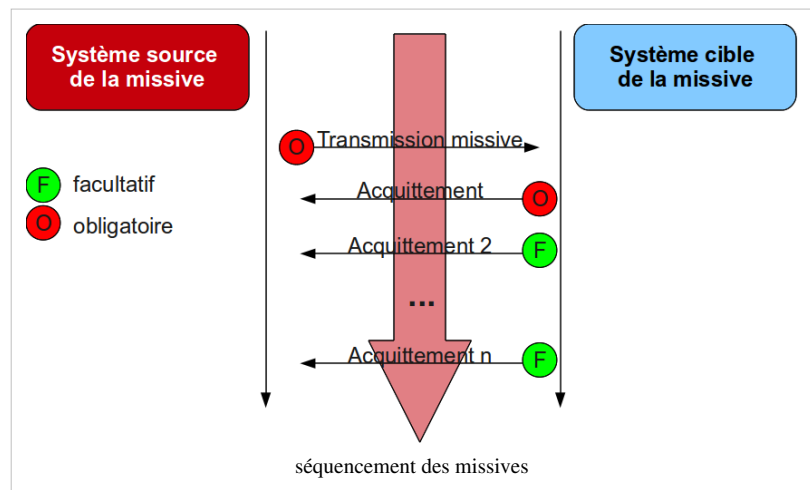 Système source
de la missive
Système cible
de la missive
O Transmission missive
F facultatif
Acquittement O
O obligatoire
Acquittement 2 F
...
Acquittement n F
séquencement des missives